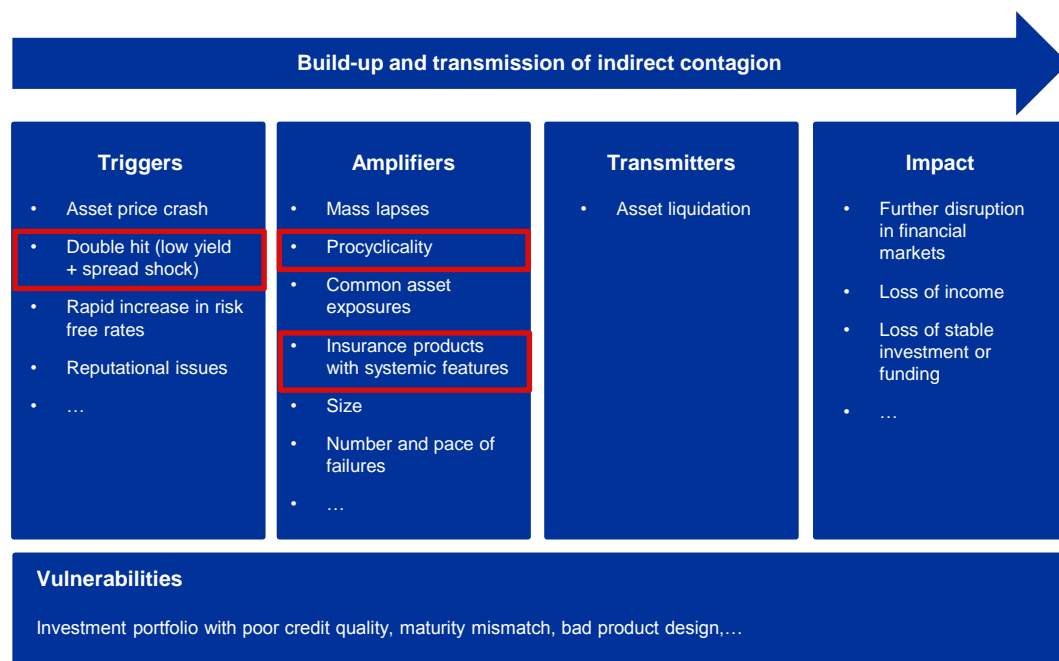 Build-up and transmission of indirect contagion
Triggers
• Asset price crash
• Double hit (low yield
+ spread shock)
• Rapid increase in risk
free rates
• Reputational issues
• …
Amplifiers
• Mass lapses
• Procyclicality
• Common asset
exposures
• Insurance products
with systemic features
• Size
• Number and pace of
failures
• …
Transmitters
• Asset liquidation
Impact
• Further disruption
in financial
markets
• Loss of income
• Loss of stable
investment or
funding
• …
Vulnerabilities
Investment portfolio with poor credit quality, maturity mismatch, bad product design,…